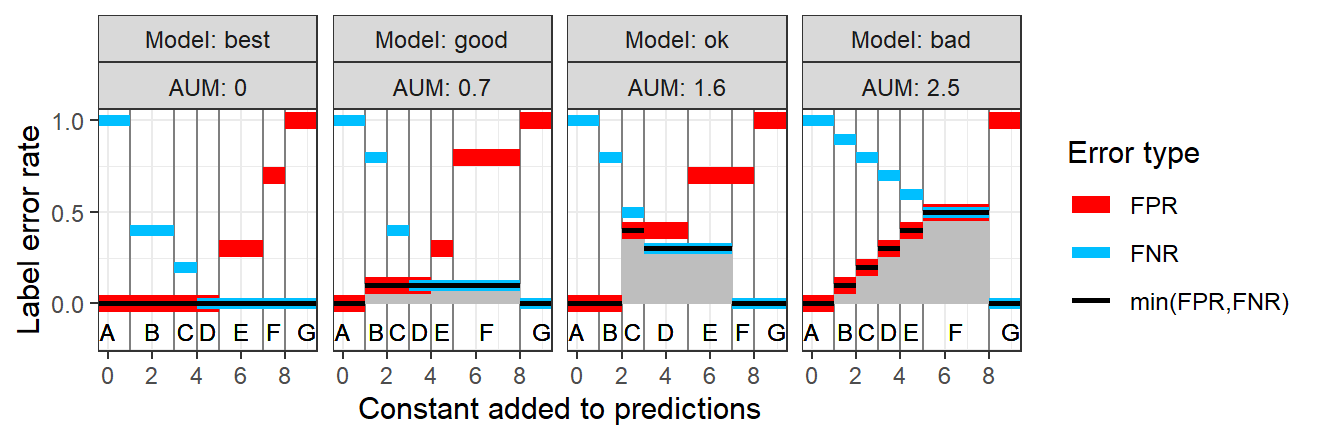 Model: best Model: good Model: ok Model: bad
AUM: 0 AUM: 0.7 AUM: 1.6 AUM: 2.5
Label error rate
1.0
0.5
0.0
A B C D E F G A B C D E F G A B C D E F G A B C D E F G
0 2 4 6 8 0 2 4 6 8 0 2 4 6 8 0 2 4 6 8
Constant added to predictions
Error type
FPR
FNR
min(FPR,FNR)